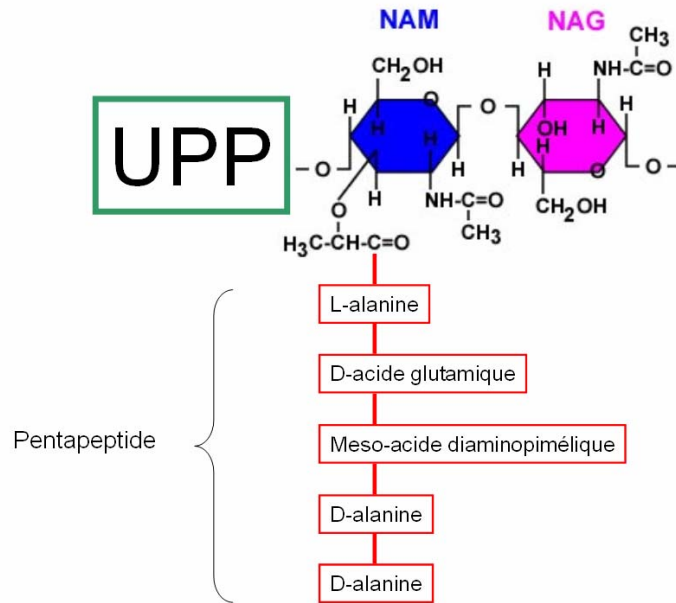 NAM NAG
CH3
CH2OH
H NH-C=O
O O
UPP
H H H H OH H H
O O O O
H NH-C=O
O CH3
CH2OH
H3C-CH-C=O
L-alanine
D-acide glutamique
Pentapeptide
Meso-acide diaminopimélique
D-alanine
D-alanine